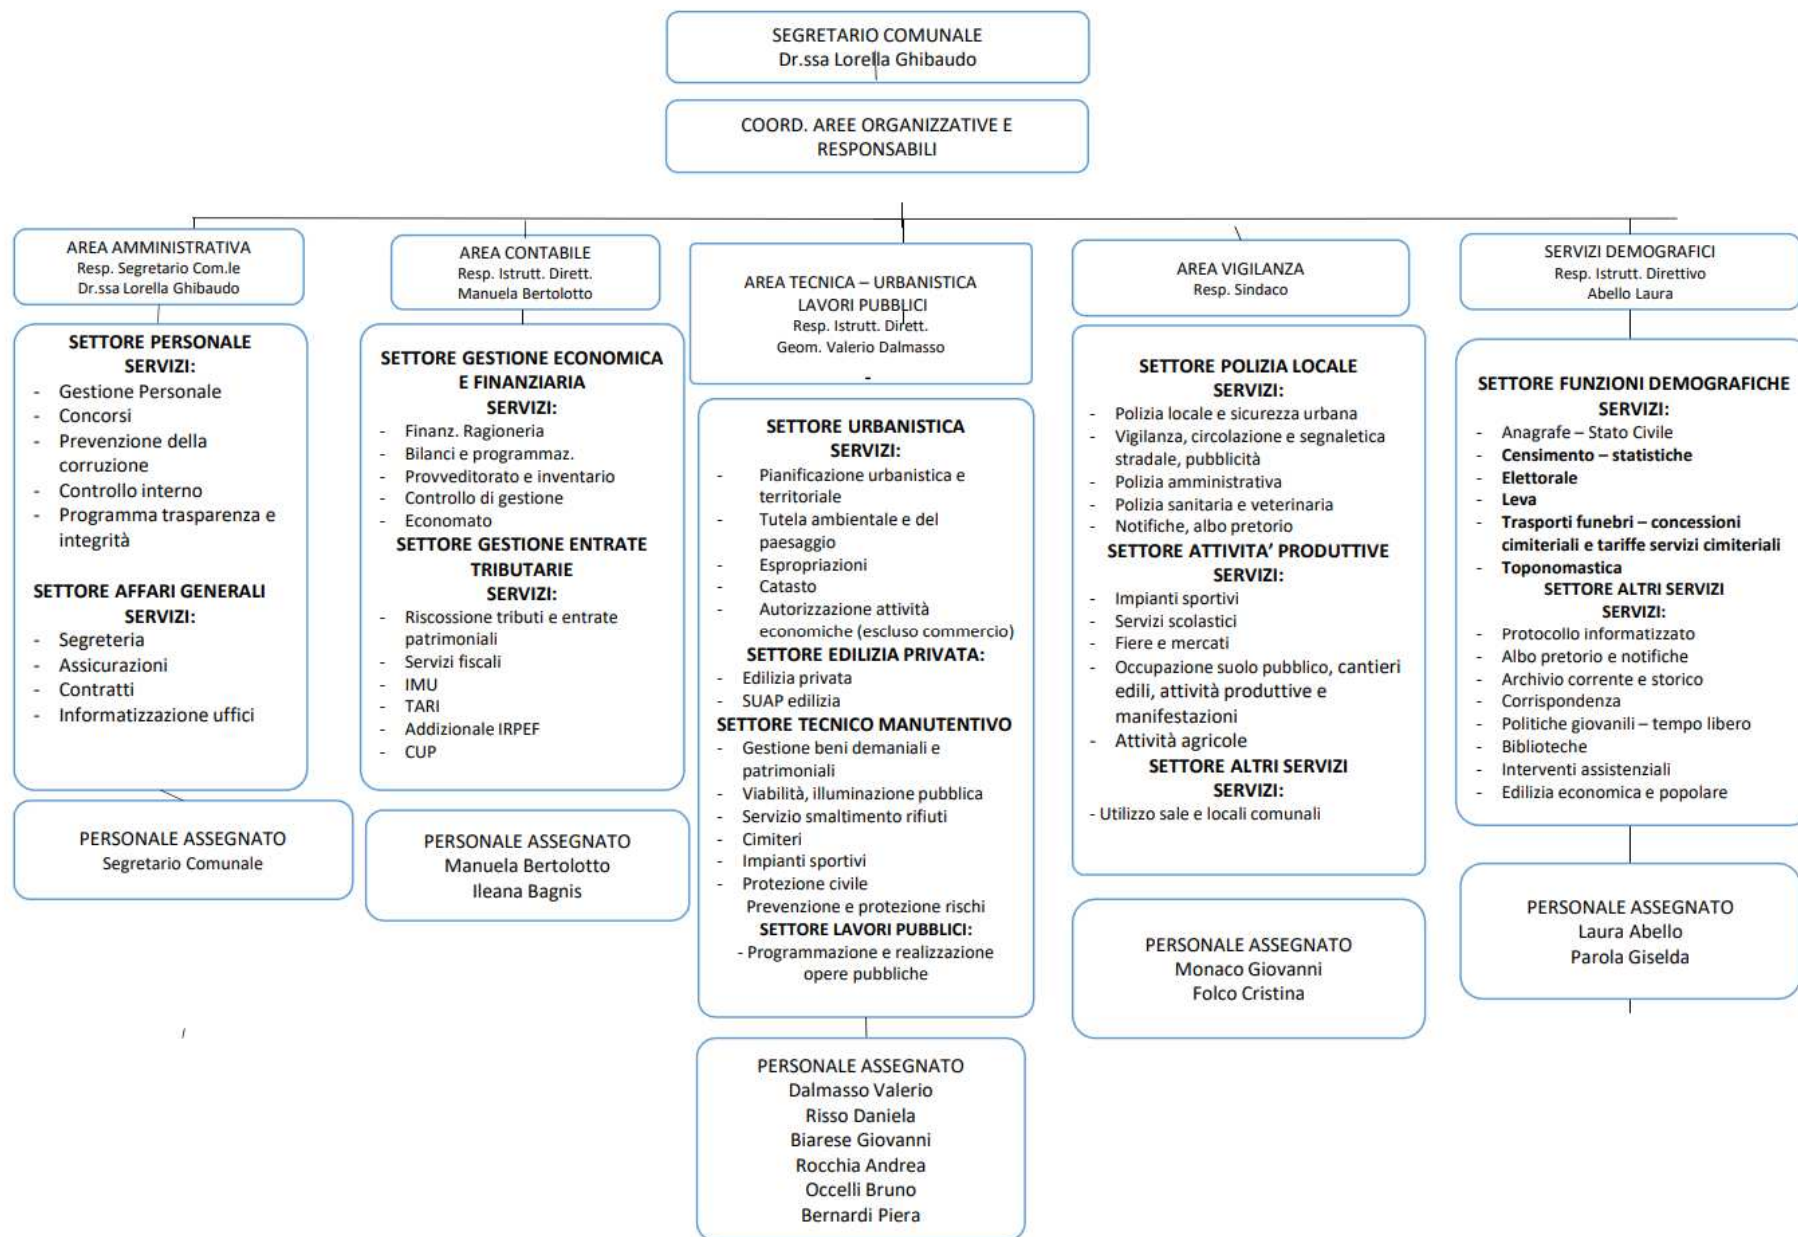 SEGRETARIO COMUNALE
Dr.ssa Lorella Ghibaudo
COORD. AREE ORGANIZZATIVE E
RESPONSABILI
AREA AMMINISTRATIVA
Resp. Segretario Com.le
Dr.ssa Lorella Ghibaudo
SETTORE PERSONALE
SERVIZI:
- Gestione Personale
- Concorsi
- Prevenzione della
corruzione
- Controllo interno
- Programma trasparenza e
integrità
SETTORE AFFARI GENERALI
SERVIZI:
- Segreteria
- Assicurazioni
- Contratti
- Informatizzazione uffici
PERSONALE ASSEGNATO
Segretario Comunale
AREA CONTABILE
Resp. Istrutt. Dirett.
Manuela Bertolotto
SETTORE GESTIONE ECONOMICA
E FINANZIARIA
SERVIZI:
- Finanz. Ragioneria
- Bilanci e programmaz.
- Provveditorato e inventario
- Controllo di gestione
- Economato
SETTORE GESTIONE ENTRATE
TRIBUTARIE
SERVIZI:
- Riscossione tributi e entrate
patrimoniali
- Servizi fiscali
- IMU
- TARI
- Addizionale IRPEF
- CUP
PERSONALE ASSEGNATO
Manuela Bertolotto
Ileana Bagnis
AREA TECNICA – URBANISTICA
LAVORI PUBBLICI
Resp. Istrutt. Dirett.
Geom. Valerio Dalmasso
-
SETTORE URBANISTICA
SERVIZI:
- Pianificazione urbanistica e
territoriale
- Tutela ambientale e del
paesaggio
- Espropriazioni
- Catasto
- Autorizzazione attività
economiche (escluso commercio)
SETTORE EDILIZIA PRIVATA:
- Edilizia privata
- SUAP edilizia
SETTORE TECNICO MANUTENTIVO
- Gestione beni demaniali e
patrimoniali
- Viabilità, illuminazione pubblica
- Servizio smaltimento rifiuti
- Cimiteri
- Impianti sportivi
- Protezione civile
Prevenzione e protezione rischi
SETTORE LAVORI PUBBLICI:
- Programmazione e realizzazione
opere pubbliche
PERSONALE ASSEGNATO
Dalmasso Valerio
Risso Daniela
Biarese Giovanni
Rocchia Andrea
Occelli Bruno
Bernardi Piera
AREA VIGILANZA
Resp. Sindaco
SETTORE POLIZIA LOCALE
SERVIZI:
- Polizia locale e sicurezza urbana
- Vigilanza, circolazione e segnaletica
stradale, pubblicità
- Polizia amministrativa
- Polizia sanitaria e veterinaria
- Notifiche, albo pretorio
SETTORE ATTIVITA’ PRODUTTIVE
SERVIZI:
- Impianti sportivi
- Servizi scolastici
- Fiere e mercati
- Occupazione suolo pubblico, cantieri
edili, attività produttive e
manifestazioni
- Attività agricole
SETTORE ALTRI SERVIZI
SERVIZI:
- Utilizzo sale e locali comunali
PERSONALE ASSEGNATO
Monaco Giovanni
Folco Cristina
SERVIZI DEMOGRAFICI
Resp. Istrutt. Direttivo
Abello Laura
SETTORE FUNZIONI DEMOGRAFICHE
SERVIZI:
- Anagrafe – Stato Civile
- Censimento – statistiche
- Elettorale
- Leva
- Trasporti funebri – concessioni
cimiteriali e tariffe servizi cimiteriali
- Toponomastica
SETTORE ALTRI SERVIZI
SERVIZI:
- Protocollo informatizzato
- Albo pretorio e notifiche
- Archivio corrente e storico
- Corrispondenza
- Politiche giovanili – tempo libero
- Biblioteche
- Interventi assistenziali
- Edilizia economica e popolare
PERSONALE ASSEGNATO
Laura Abello
Parola Giselda